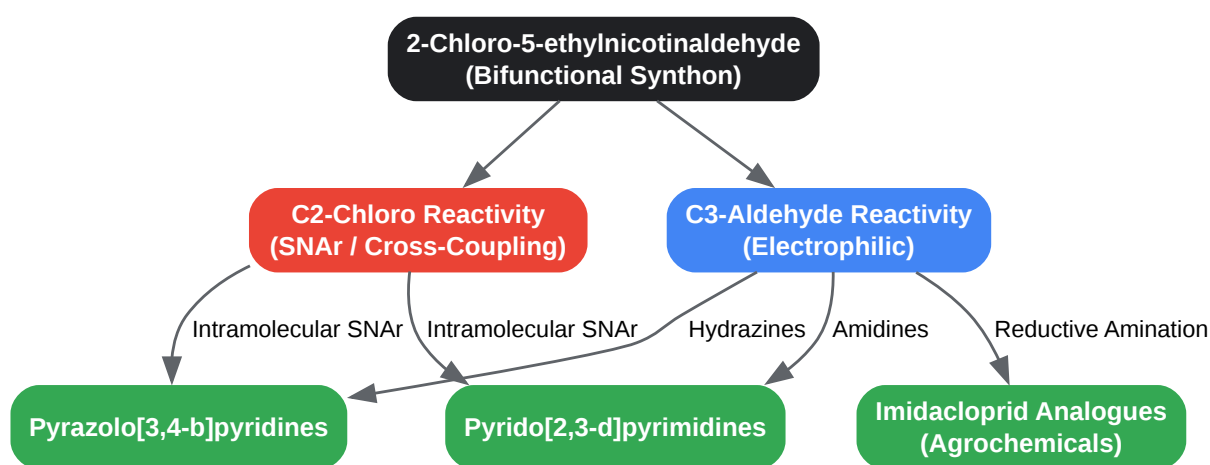 2-Chloro-5-ethylnicotinaldehyde
(Bifunctional Synthon)
C2-Chloro Reactivity
(SNAr / Cross-Coupling)
C3-Aldehyde Reactivity
(Electrophilic)
Intramolecular SNAr
Intramolecular SNAr
Hydrazines
Amidines
Reductive Amination
Pyrazolo[3,4-b]pyridines
Pyrido[2,3-d]pyrimidines
Imidacloprid Analogues
(Agrochemicals)